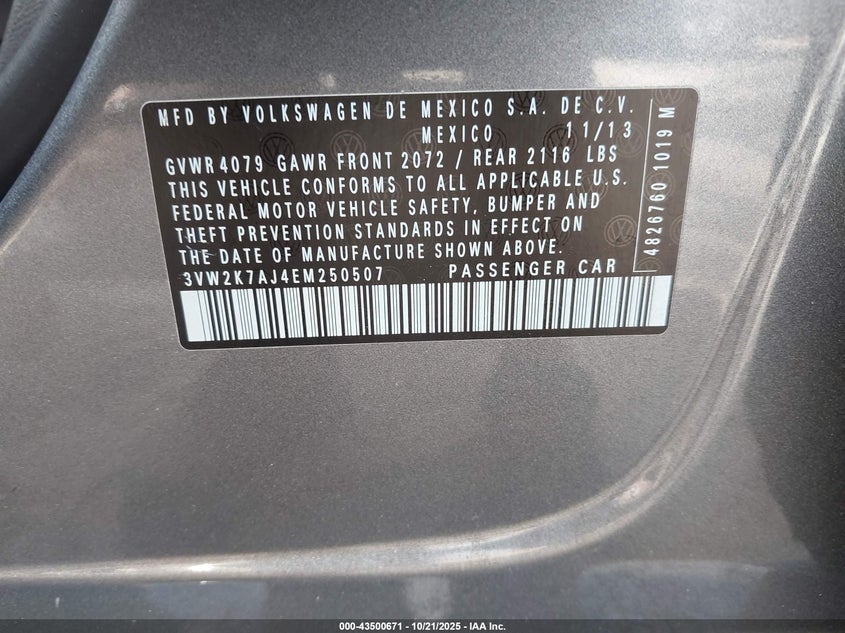 MFD BY VOLKSWAGEN DE MEXICO S.A. DE C.V.
MEXICO 11/13
GVWR 4079 GAWR FRONT 2072 / REAR 2116 LBS
THIS VEHICLE CONFORMS TO ALL APPLICABLE U.S.
FEDERAL MOTOR VEHICLE SAFETY, BUMPER AND
THEFT PREVENTION STANDARDS IN EFFECT ON
THE DATE OF MANUFACTURE SHOWN ABOVE.
3VW2K7AJ4EM250507 PASSENGER CAR
4826760 1019 M
000-43500671 - 10/21/2025 - IAA Inc.